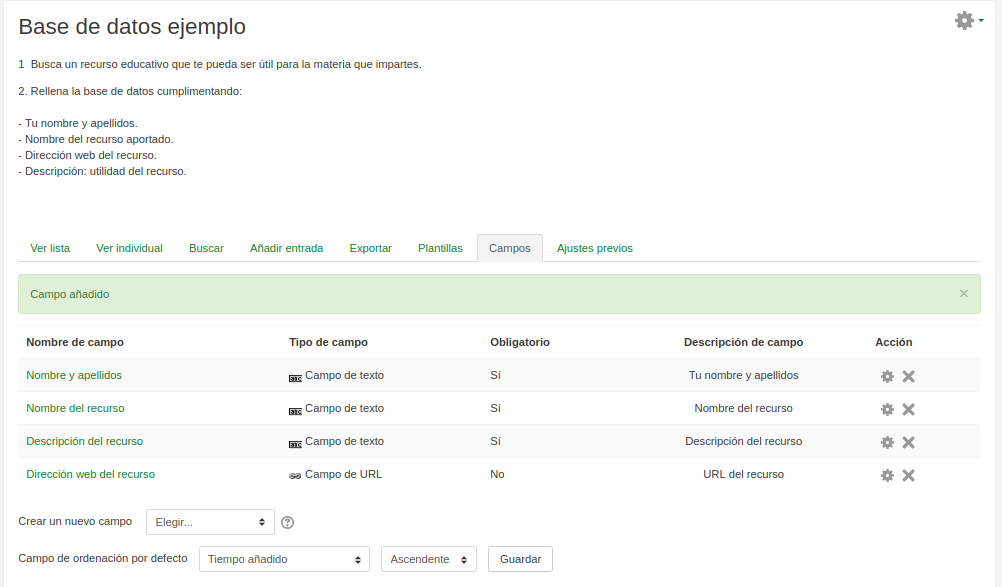 Base de datos ejemplo
1 Busca un recurso educativo que te pueda ser útil para la materia que impartes.
2. Rellena la base de datos cumplimentando:
- Tu nombre y apellidos.
- Nombre del recurso aportado.
- Dirección web del recurso.
- Descripción: utilidad del recurso.
Ver lista Ver individual Buscar Añadir entrada Exportar Plantillas Campos Ajustes previos
Campo añadido ×
Nombre de campo Tipo de campo Obligatorio Descripción de campo Acción
Nombre y apellidos Campo de texto Sí Tu nombre y apellidos
Nombre del recurso Campo de texto Sí Nombre del recurso
Descripción del recurso Campo de texto Sí Descripción del recurso
Dirección web del recurso Campo de URL No URL del recurso
Crear un nuevo campo Elegir... ?
Campo de ordenación por defecto Tiempo añadido Ascendente Guardar